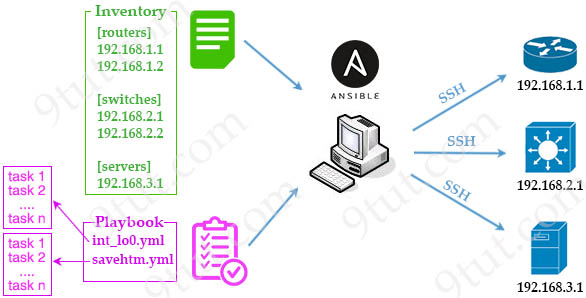 Inventory
[routers]
192.168.1.1
192.168.1.2
[switches]
192.168.2.1
192.168.2.2
[servers]
192.168.3.1
task 1
task 2
....
task n
task 1
task 2
....
task n
Playbook
int_lo0.yml
savehtm.yml
A
ANSIBLE
SSH
192.168.1.1
SSH
192.168.2.1
SSH
192.168.3.1
9tut.com
9tut.com
9tut.com
9tut.com